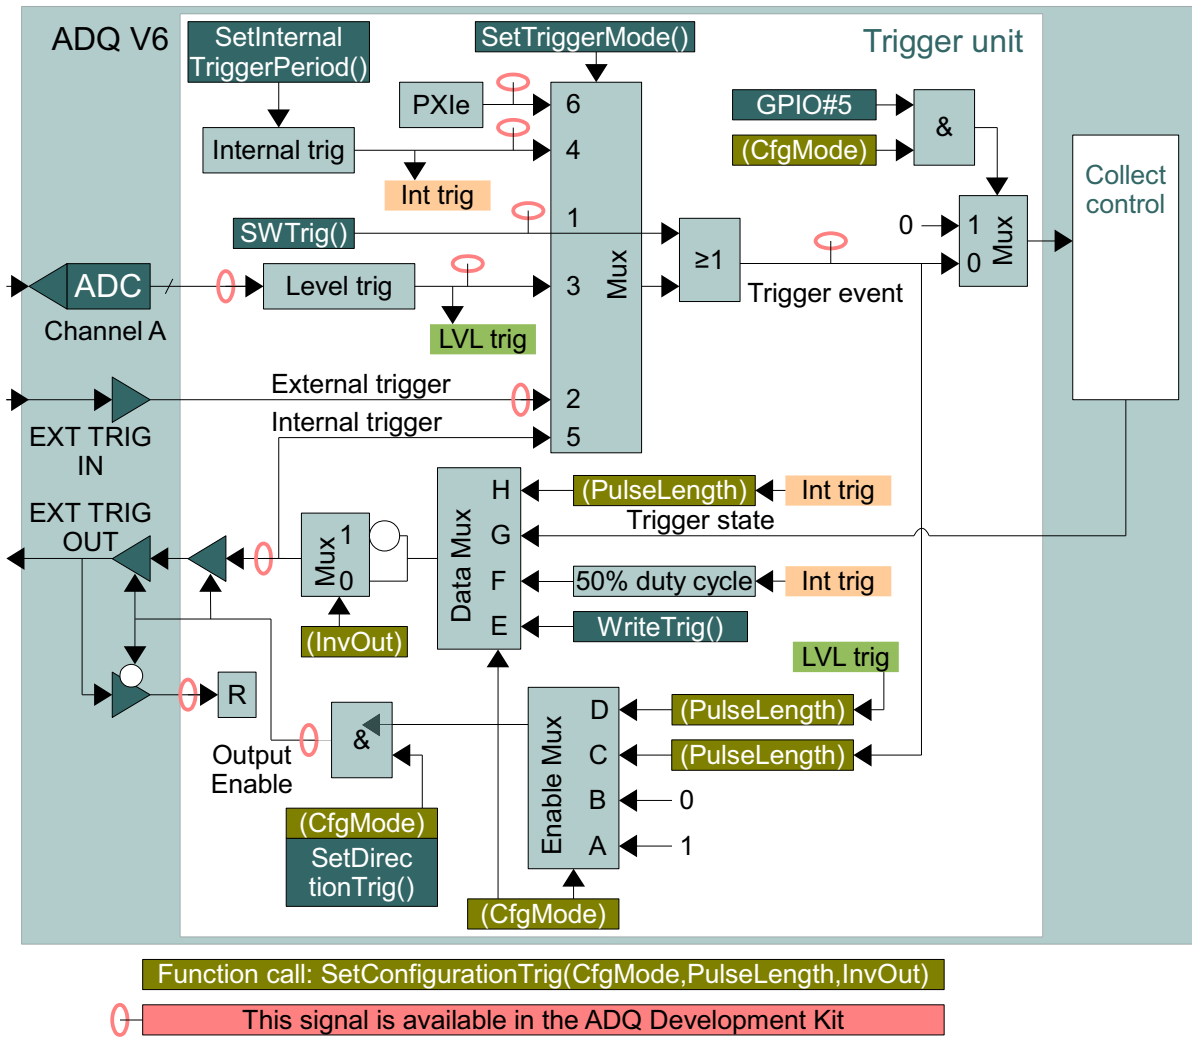 ADQ V6
SetInternal
TriggerPeriod()
SetTriggerMode()
Trigger unit
PXIe
6
GPIO#5
&
(CfgMode)
Internal trig
4
Int trig
Collect
control
SWTrig()
1
≥1
0
1
0
Mux
Mux
ADC
Level trig
3
Trigger event
Channel A
LVL trig
External trigger
2
Internal trigger
5
EXT TRIG
IN
H
(PulseLength)
Int trig
EXT TRIG
OUT
Mux
1
0
Data Mux
G
Trigger state
F
50% duty cycle
Int trig
E
WriteTrig()
(InvOut)
LVL trig
R
D
(PulseLength)
&
Output
Enable
Enable Mux
C
(PulseLength)
B
0
A
1
(CfgMode)
SetDirec
tionTrig()
(CfgMode)
Function call: SetConfigurationTrig(CfgMode,PulseLength,InvOut)
This signal is available in the ADQ Development Kit